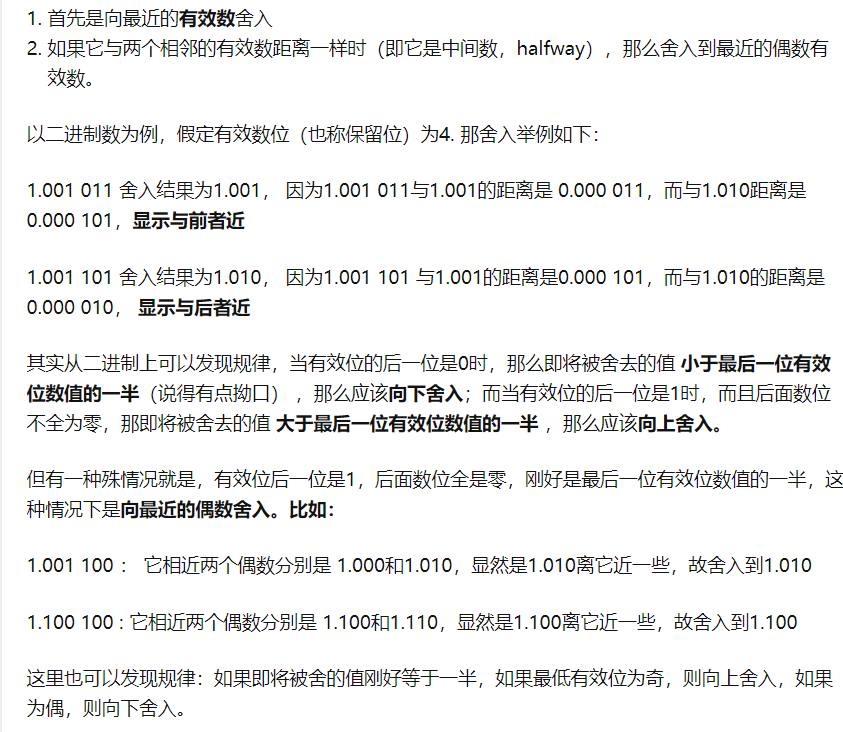 1. 首先是向最近的有效数舍入
2. 如果它与两个相邻的有效数距离一样时（即它是中间数，halfway），那么舍入到最近的偶数有
效数。
以二进制数为例，假定有效数位（也称保留位）为4. 那舍入举例如下：
1.001 011 舍入结果为1.001， 因为1.001 011与1.001的距离是 0.000 011，而与1.010距离是
0.000 101，显示与前者近
1.001 101 舍入结果为1.010， 因为1.001 101 与1.001的距离是0.000 101，而与1.010的距离是
0.000 010， 显示与后者近
其实从二进制上可以发现规律，当有效位的后一位是0时，那么即将被舍去的值 小于最后一位有效
位数值的一半（说得有点拗口），那么应该向下舍入；而当有效位的后一位是1时，而且后面数位
不全为零，那即将被舍去的值 大于最后一位有效位数值的一半 ，那么应该向上舍入。
但有一种殊情况就是，有效位后一位是1，后面数位全是零，刚好是最后一位有效位数值的一半，这
种情况下是向最近的偶数舍入。比如：
1.001 100 ： 它相近两个偶数分别是 1.000和1.010，显然是1.010离它近一些，故舍入到1.010
1.100 100 : 它相近两个偶数分别是 1.100和1.110，显然是1.100离它近一些，故舍入到1.100
这里也可以发现规律：如果即将被舍的值刚好等于一半，如果最低有效位为奇，则向上舍入，如果
为偶，则向下舍入。